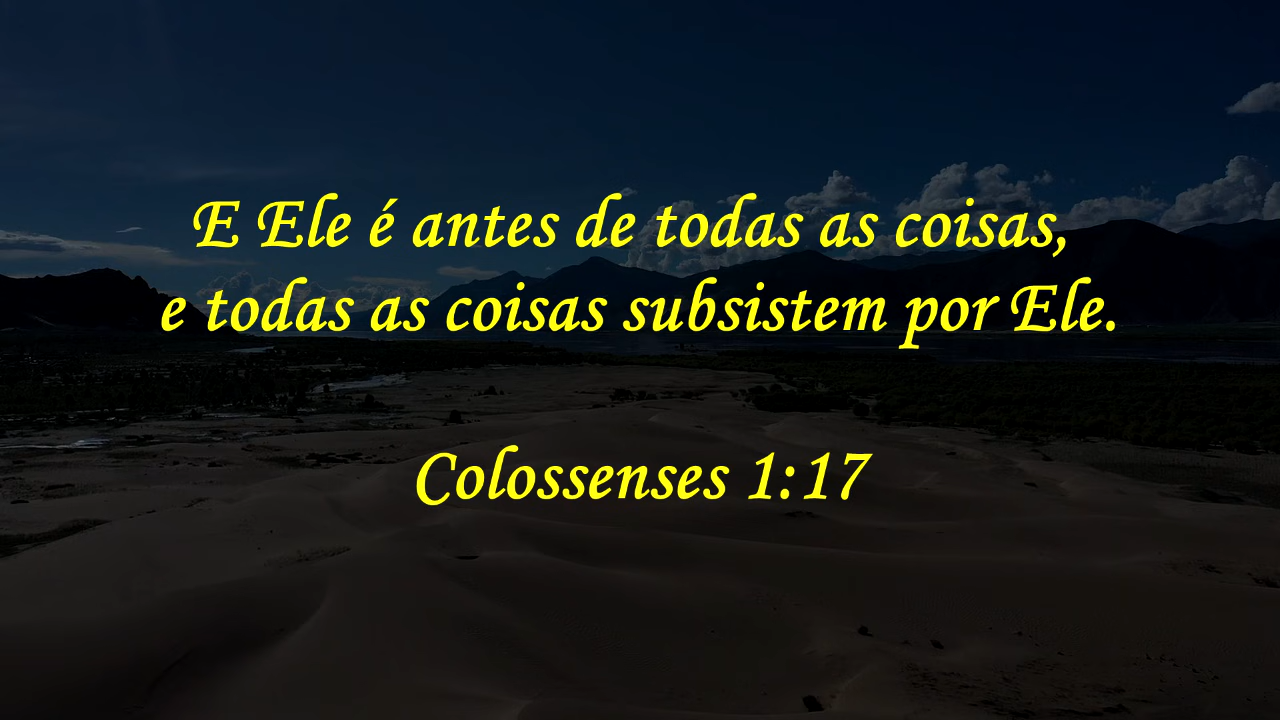 E Ele é antes de todas as coisas,
e todas as coisas subsistem por Ele.
Colossenses 1:17